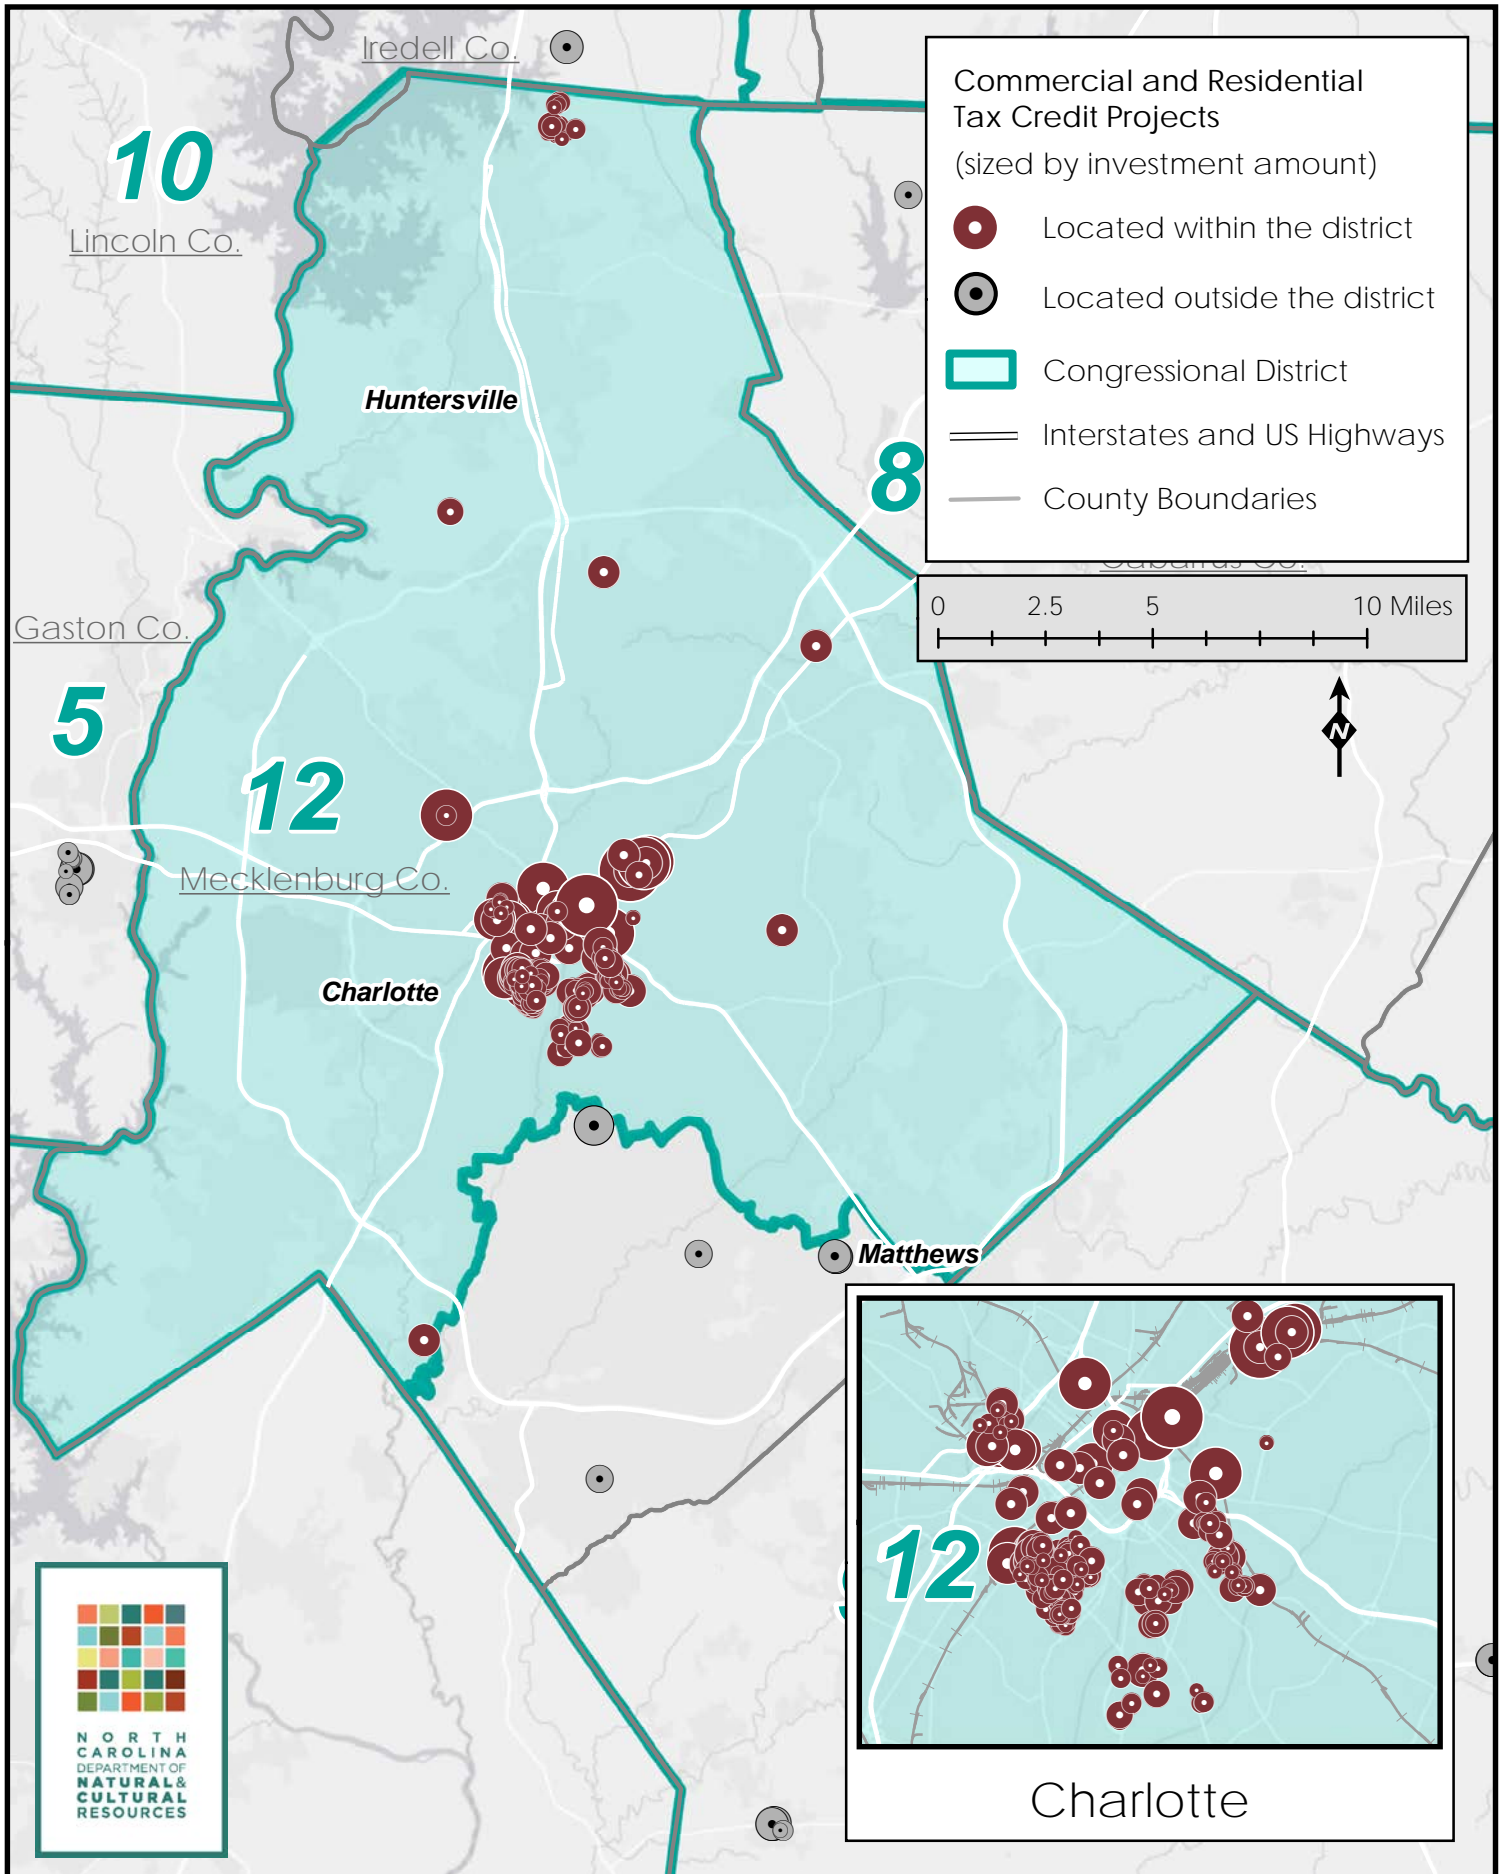 Iredell Co.
10
Lincoln Co.
Commercial and Residential
Tax Credit Projects
(sized by investment amount)
Located within the district
Located outside the district
Congressional District
Interstates and US Highways
County Boundaries
Huntersville
8
Cabarrus Co.
0 2.5 5 10 Miles
Gaston Co.
N
5
12
Mecklenburg Co.
Charlotte
Matthews
12
Charlotte
NORTH
CAROLINA
DEPARTMENT OF
NATURAL &
CULTURAL
RESOURCES